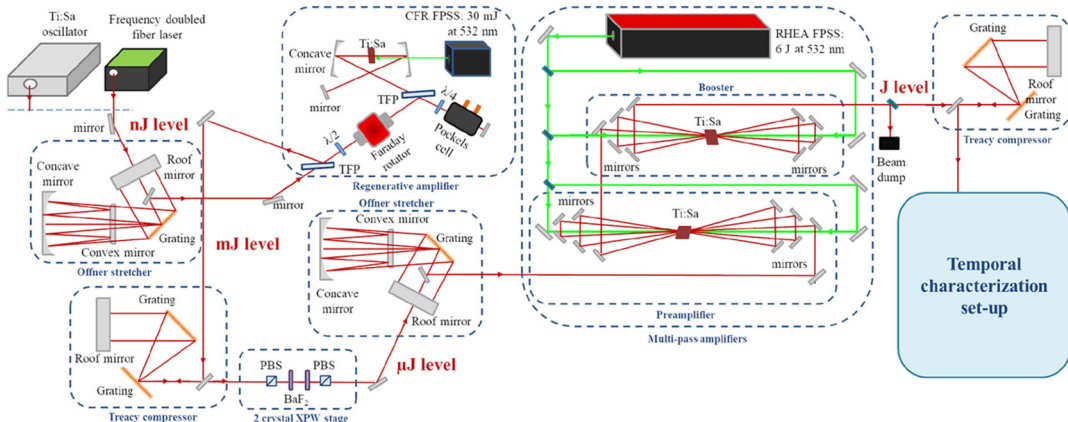 Ti:Sa
oscillator
Frequency doubled
fiber laser
mirror
nJ level
Concave
mirror
Roof
mirror
Grating
Convex mirror
Offner stretcher
mirror
mJ level
Ti:Sa
CFR FPSS: 30 mJ
at 532 nm
Concave
mirror
mirror
TFP
λ/4
Pockels
cell
λ/2
Faraday
rotator
TFP
Regenerative amplifier
Offner stretcher
Convex mirror
Grating
Concave
mirror
Roof mirror
Grating
Roof mirror
Grating
Treacy compressor
PBS
PBS
BaF2
2 crystal XPW stage
μJ level
RHEA FPSS:
6 J at 532 nm
Booster
Ti:Sa
mirrors
mirrors
mirrors
Ti:Sa
mirrors
Preamplifier
Multi-pass amplifiers
J level
Beam
dump
Grating
Roof
mirror
Grating
Treacy compressor
Temporal
characterization
set-up